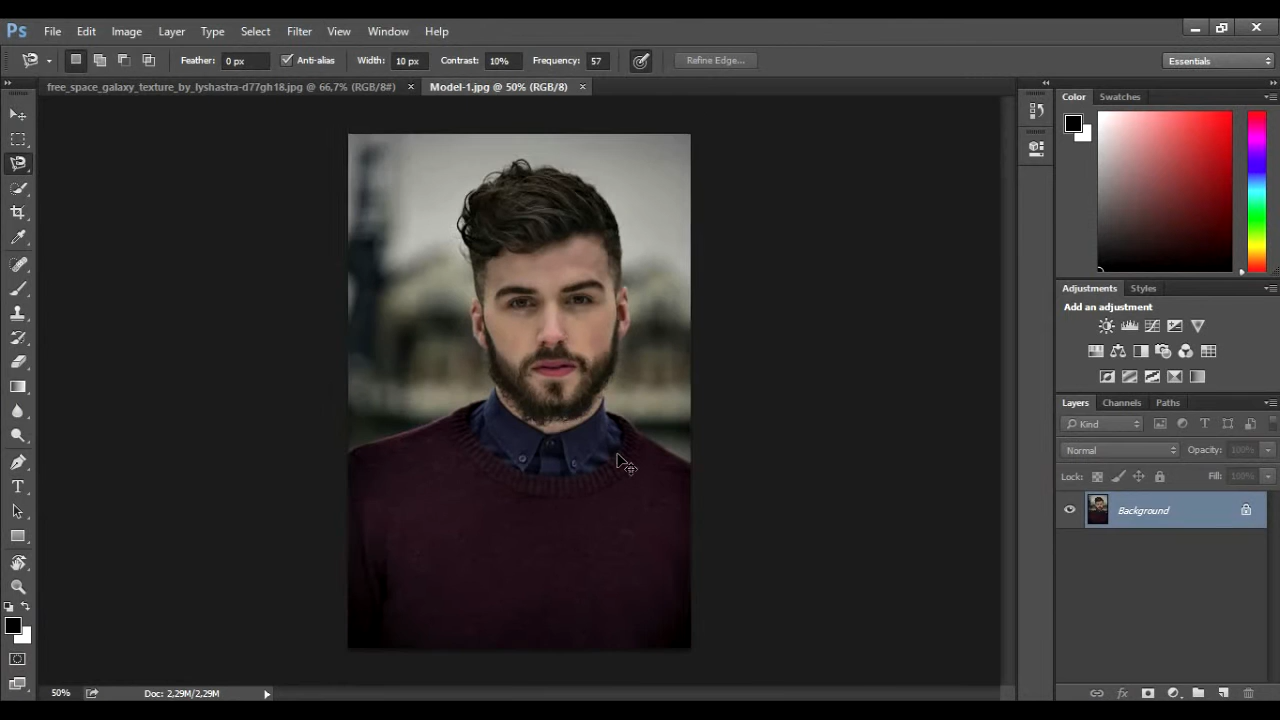 Ps File Edit Image Layer Type Select Filter View Window Help
Feather: 0 px Anti-alias Width: 10 px Contrast: 10% Frequency: 57 Refine Edge... Essentials
free_space_galaxy_texture_by_lyshastra-d77gh18.jpg @ 66,7% (RGB/8#) × Model-1.jpg @ 50% (RGB/8) ×
Color Swatches
Adjustments Styles
Add an adjustment
Layers Channels Paths
Kind
Normal Opacity: 100%
Lock: Fill: 100%
Background
50% Doc: 2,29M/2,29M